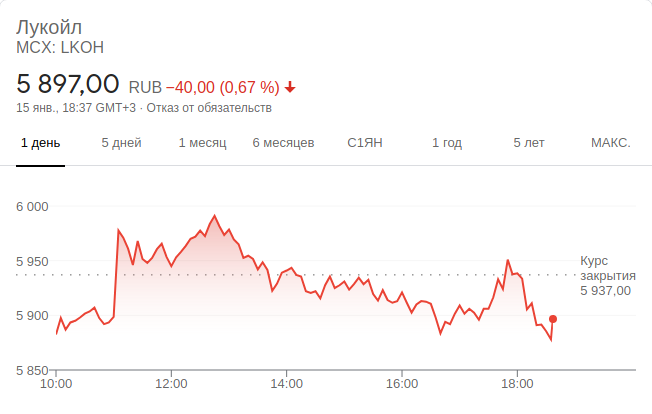 Лукойл
MCX: LKOH
5 897,00 RUB −40,00 (0,67 %)
15 янв., 18:37 GMT+3 · Отказ от обязательств
1 день 5 дней 1 месяц 6 месяцев С1ЯН 1 год 5 лет МАКС.
6 000
5 950
Курс
закрытия
5 937,00
5 900
5 850
10:00 12:00 14:00 16:00 18:00